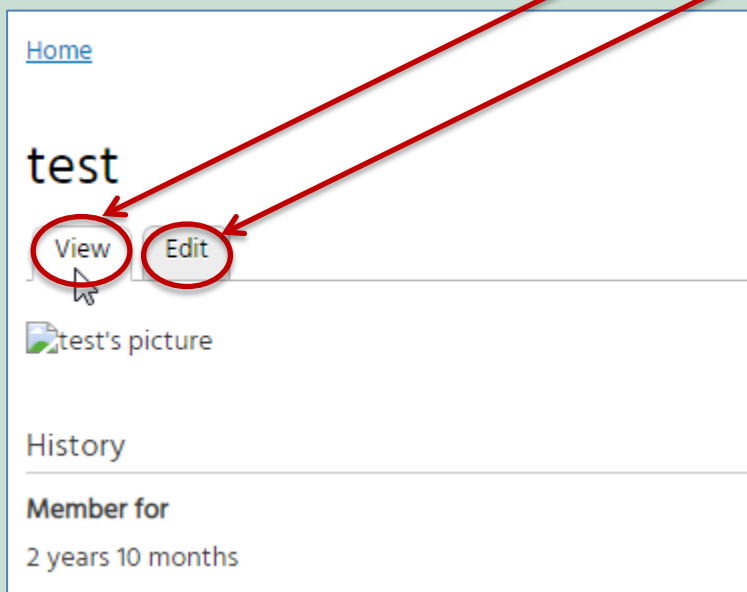 Home
test
View Edit
test's picture
History
Member for
2 years 10 months